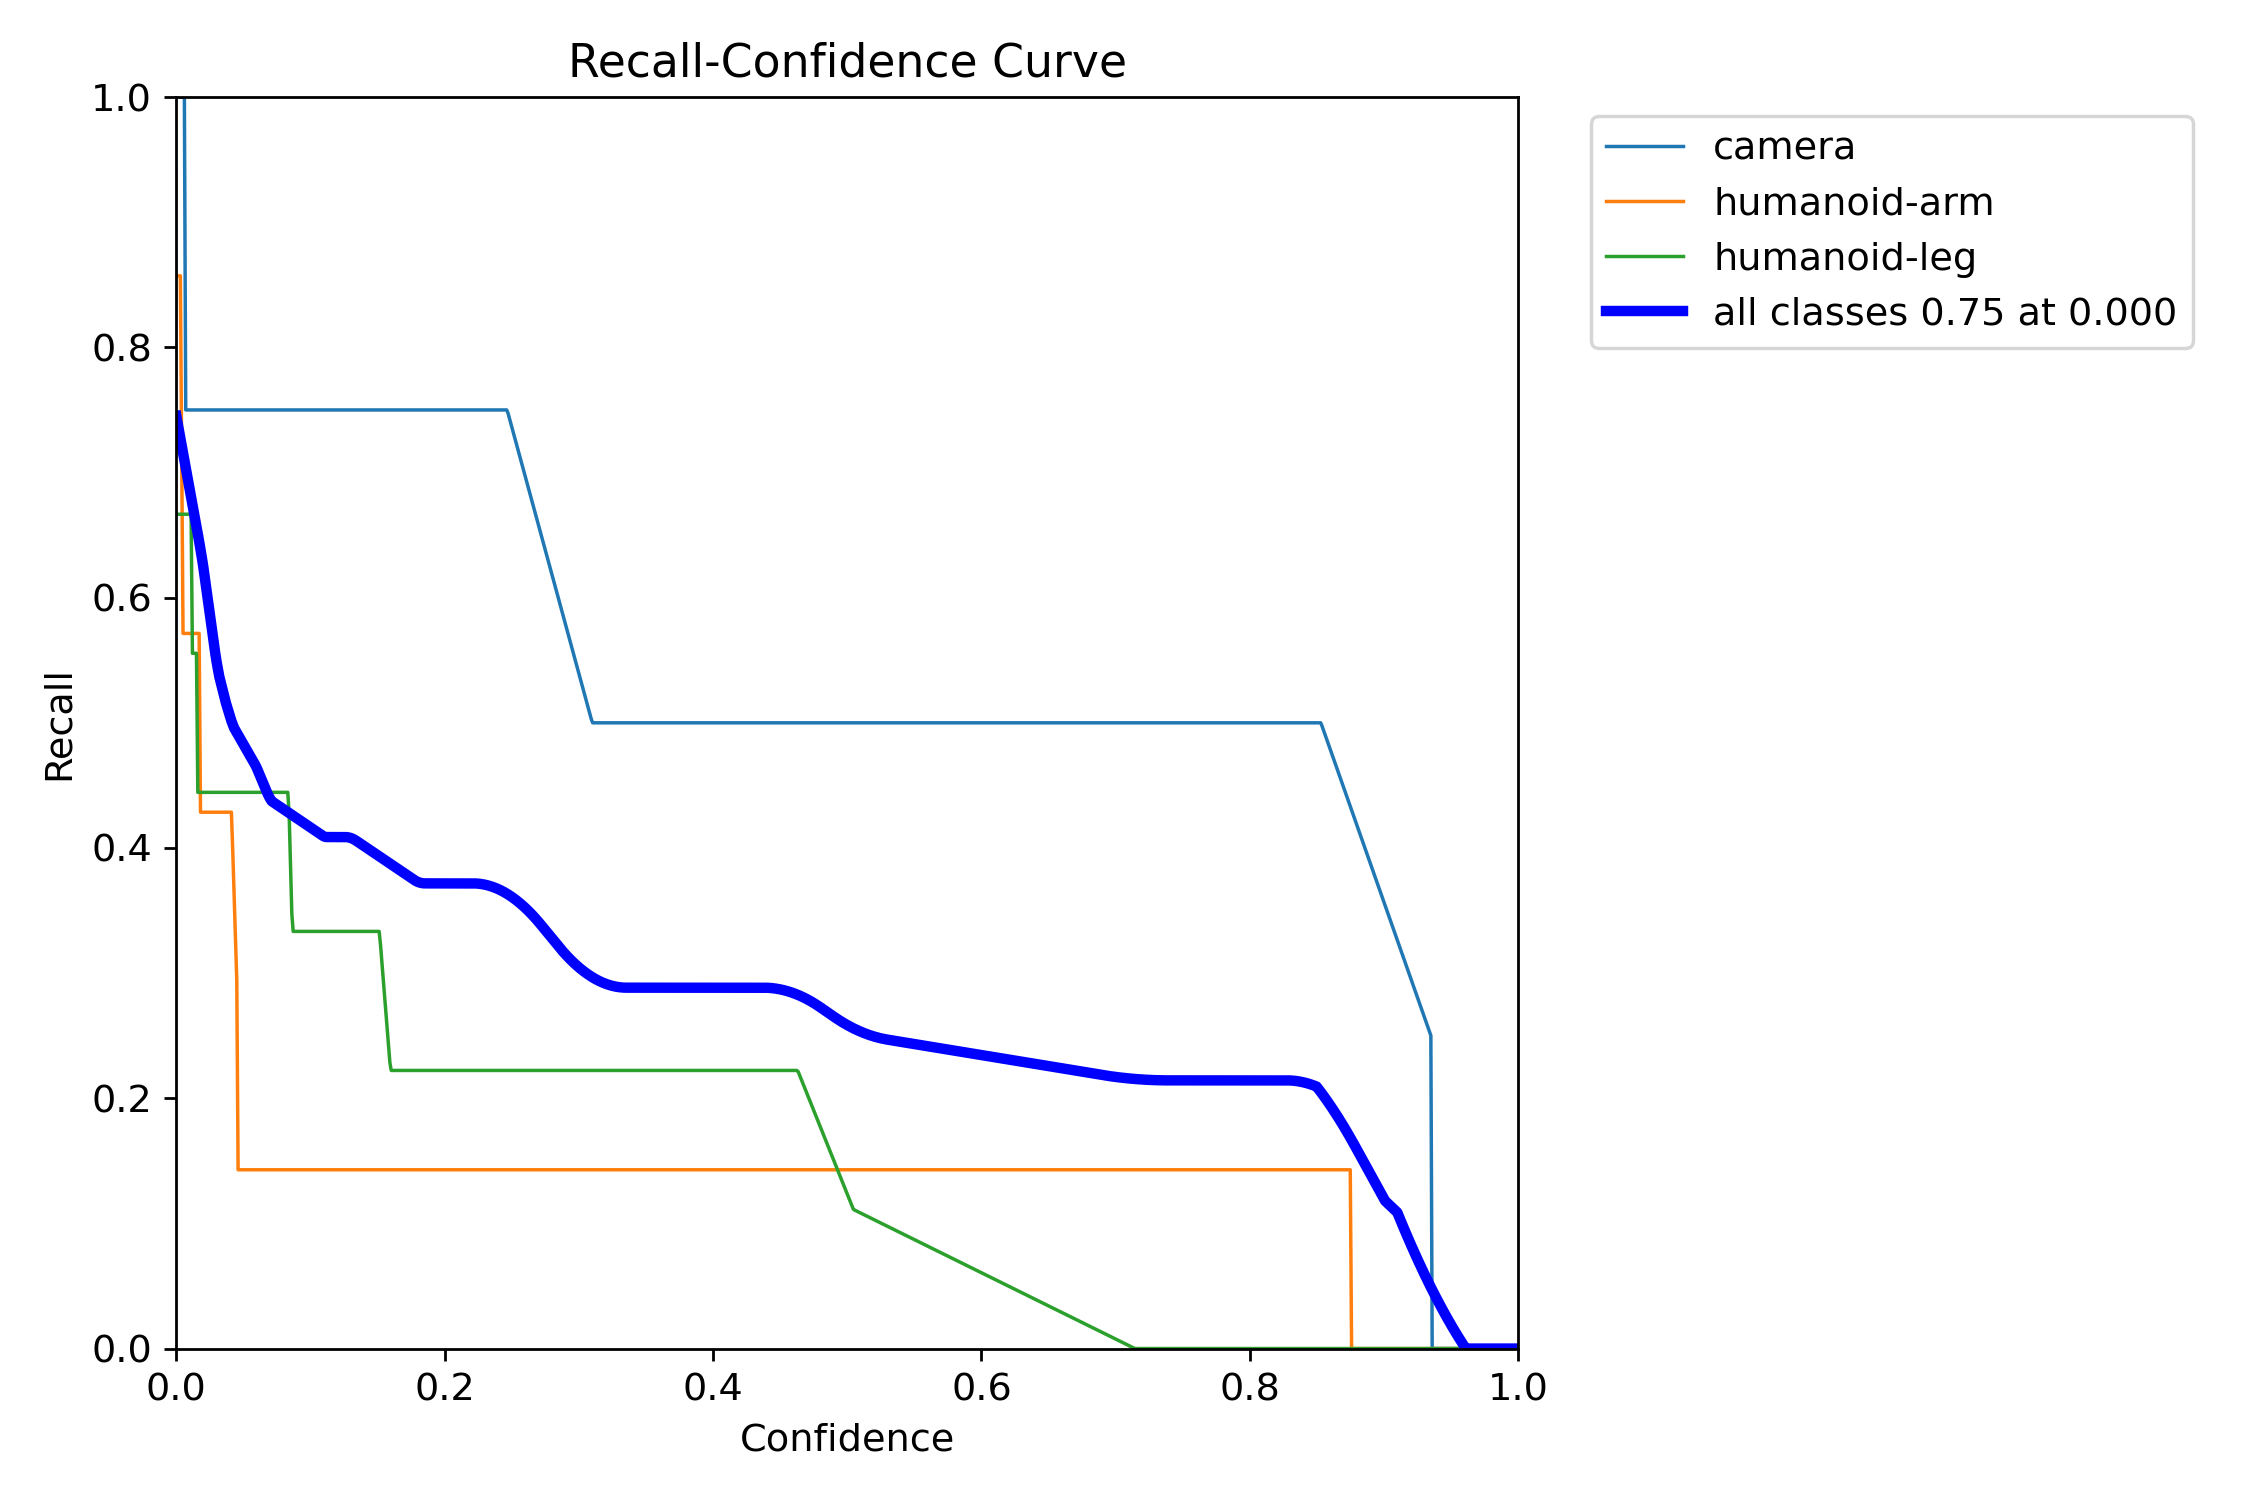 Recall-Confidence Curve
1.0
0.8
0.6
0.4
0.2
0.0
Recall
0.0 0.2 0.4 0.6 0.8 1.0
Confidence
camera
humanoid-arm
humanoid-leg
all classes 0.75 at 0.000